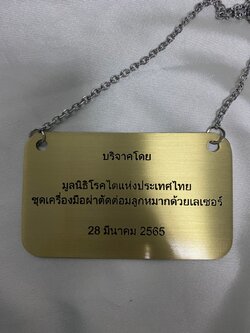 บริจาคโดย
มูลนิธิโรคไตแห่งประเทศไทย
ชุดเครื่องมือผ่าตัดต่อมลูกหมากด้วยเลเซอร์
28 มีนาคม 2565